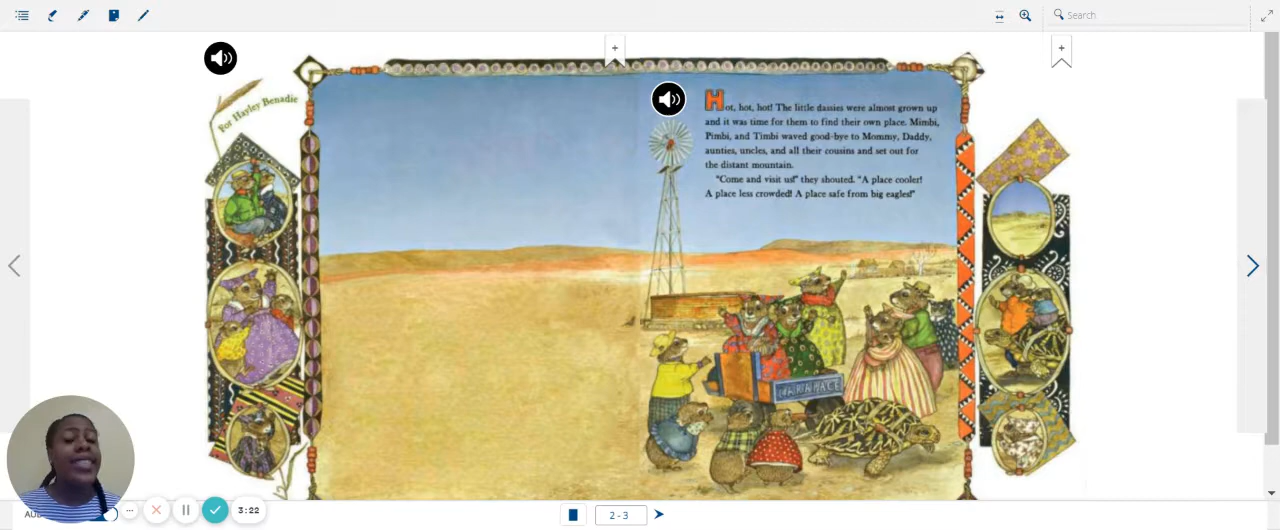 Search
For Hayley Benadie
Hot, hot, hot! The little dassies were almost grown up
and it was time for them to find their own place. Mimbi,
Pimbi, and Timbi waved good-bye to Mommy, Daddy,
aunties, uncles, and all their cousins and set out for
the distant mountain.
"Come and visit us!" they shouted. "A place cooler!
A place less crowded! A place safe from big eagles!"
CARAPACE
AU
3:22
2 - 3